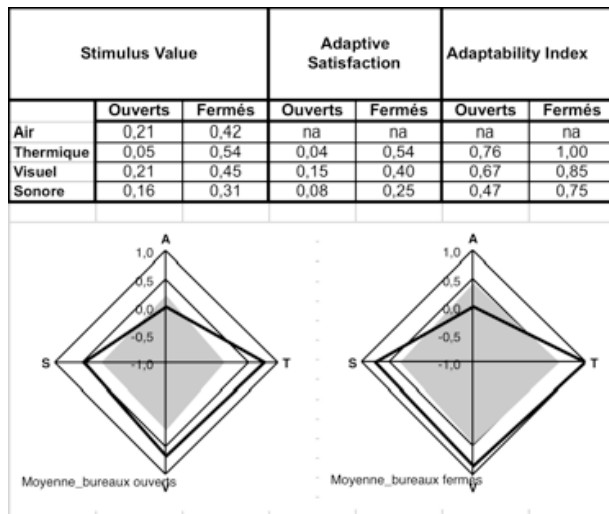 Stimulus Value Adaptive Satisfaction Adaptability Index
Ouverts Fermés Ouverts Fermés Ouverts Fermés
Air 0,21 0,42 na na na na
Thermique 0,05 0,54 0,04 0,54 0,76 1,00
Visuel 0,21 0,45 0,15 0,40 0,67 0,85
Sonore 0,16 0,31 0,08 0,25 0,47 0,75
A
1,0
0,5
0,0
-0,5
S -1,0 T
V
Moyenne_bureaux ouverts
A
1,0
0,5
0,0
-0,5
S -1,0 T
V
Moyenne_bureaux fermés